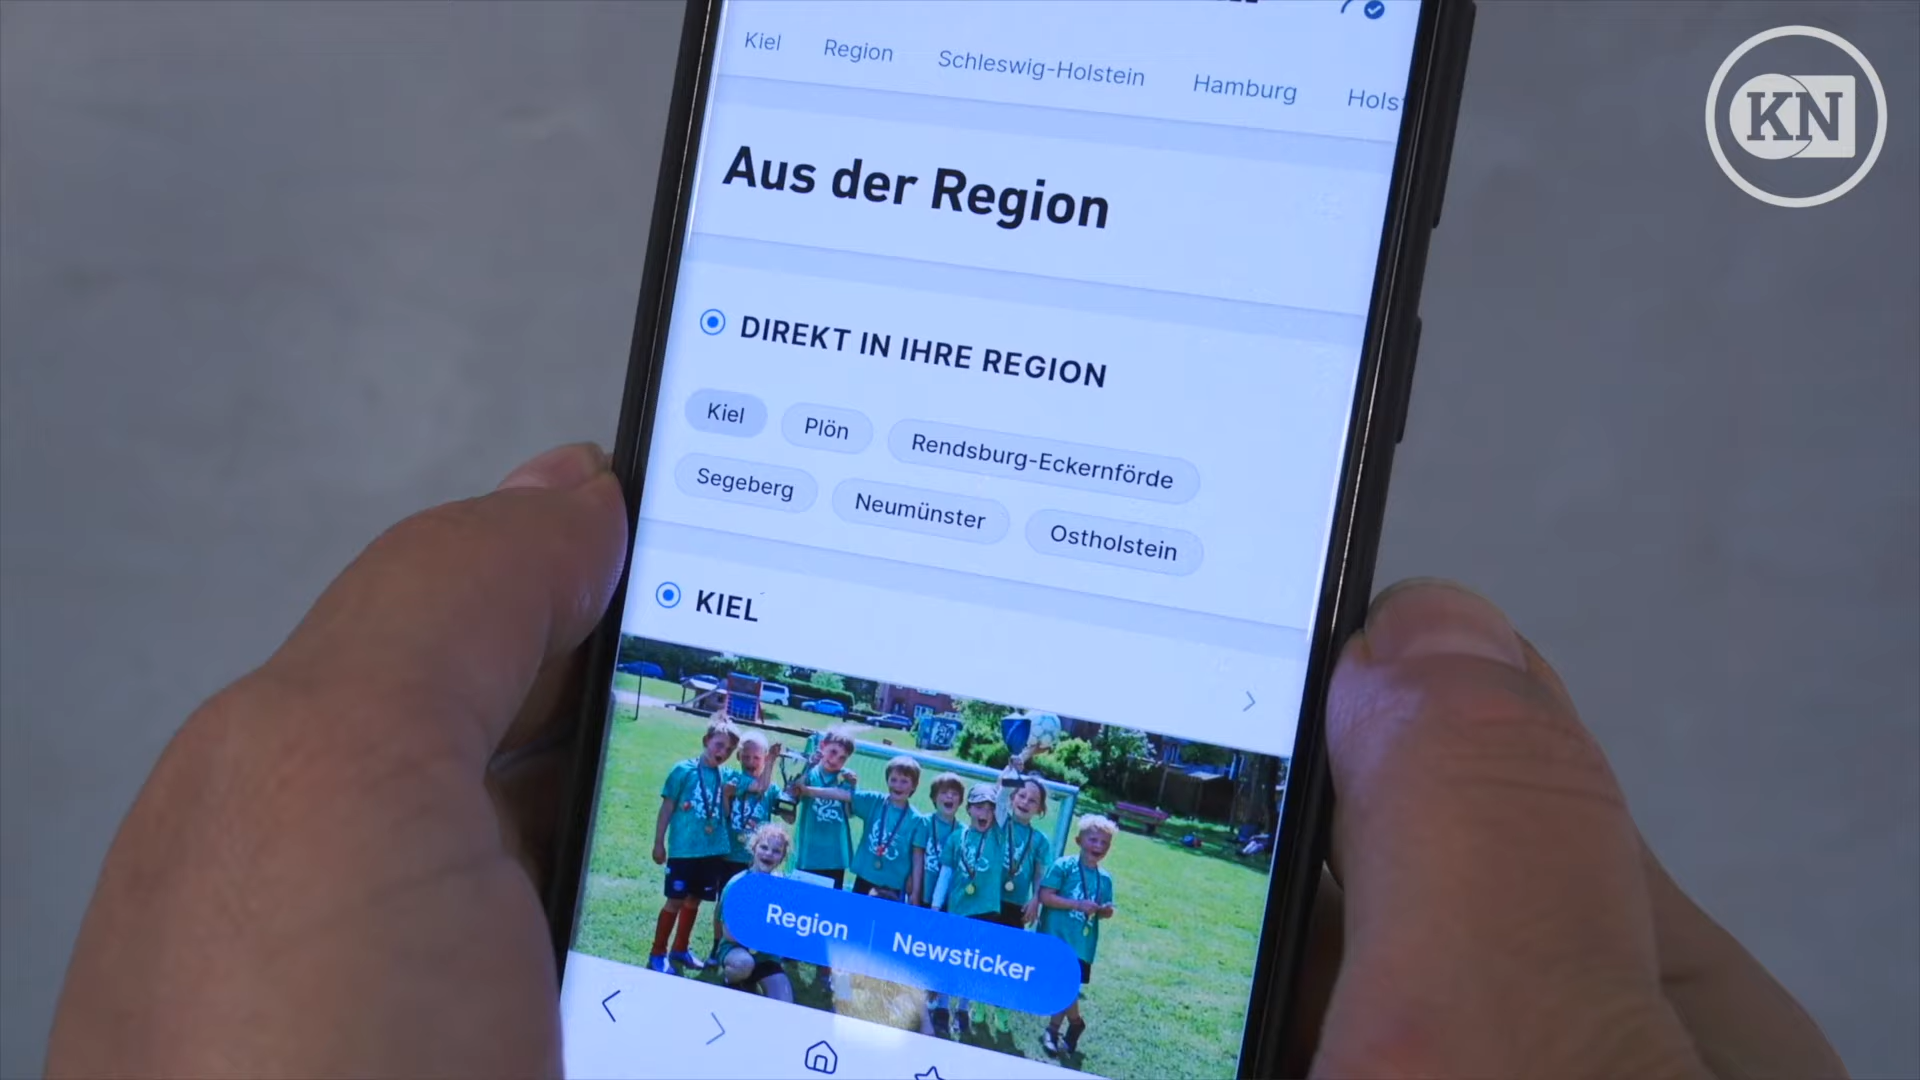 Kiel Region Schleswig-Holstein Hamburg Hols
KN
Aus der Region
DIREKT IN IHRE REGION
Kiel Plön Rendsburg-Eckernförde
Segeberg Neumünster Ostholstein
KIEL
Region Newsticker